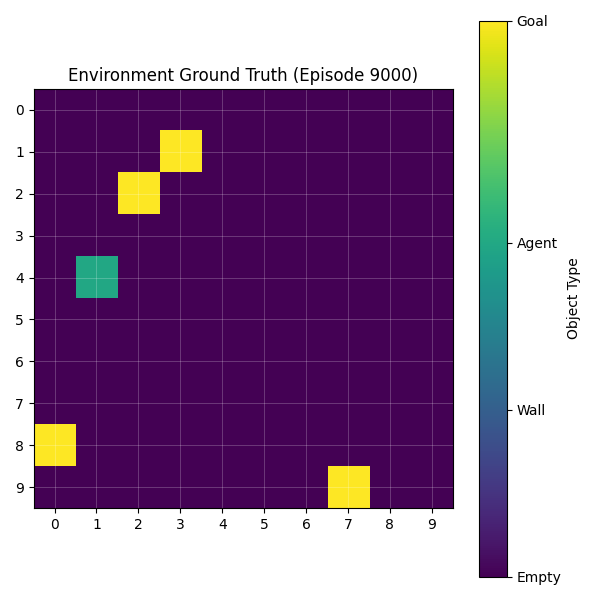 Environment Ground Truth (Episode 9000)
0
1
2
3
4
5
6
7
8
9
0 1 2 3 4 5 6 7 8 9
Goal
Agent
Wall
Empty
Object Type